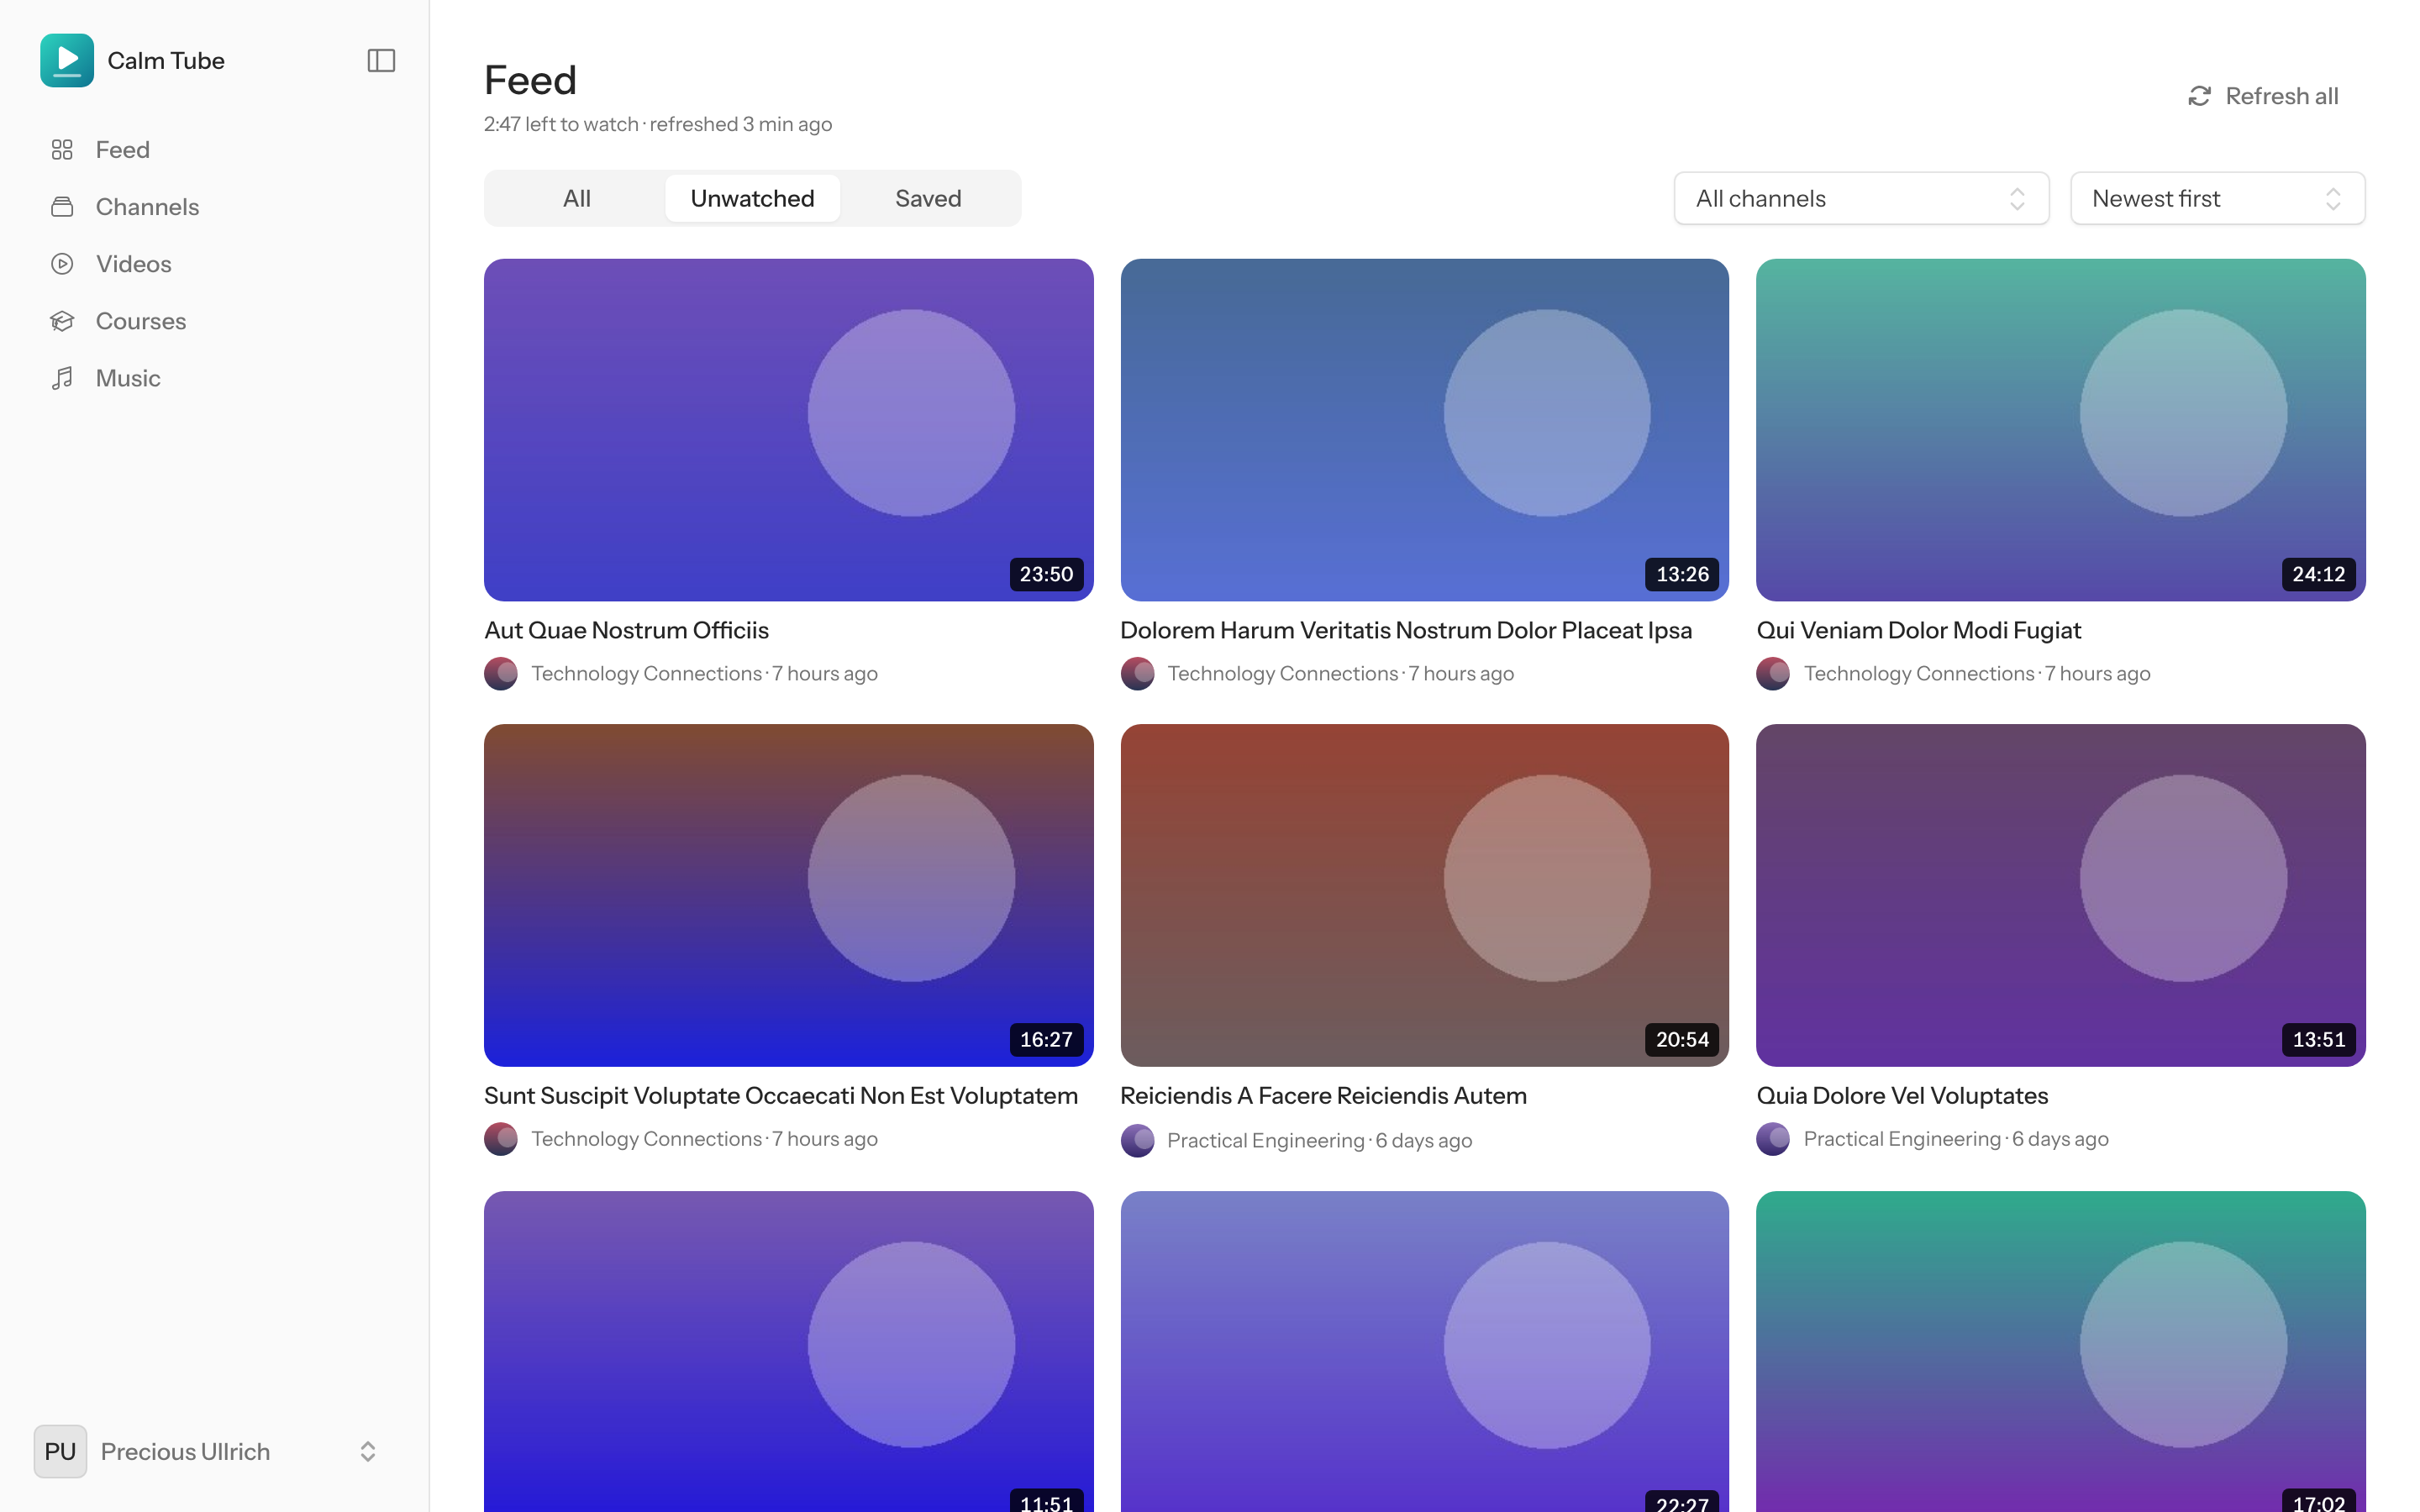 Calm Tube
Feed
Channels
Videos
Courses
Music
PU
Precious Ullrich
Feed
2:47 left to watch · refreshed 3 min ago
Refresh all
All
Unwatched
Saved
All channels
Newest first
23:50
13:26
24:12
Aut Quae Nostrum Officiis
Dolorem Harum Veritatis Nostrum Dolor Placeat Ipsa
Qui Veniam Dolor Modi Fugiat
Technology Connections · 7 hours ago
Technology Connections · 7 hours ago
Technology Connections · 7 hours ago
16:27
20:54
13:51
Sunt Suscipit Voluptate Occaecati Non Est Voluptatem
Reiciendis A Facere Reiciendis Autem
Quia Dolore Vel Voluptates
Technology Connections · 7 hours ago
Practical Engineering · 6 days ago
Practical Engineering · 6 days ago
11:51
22:27
17:02